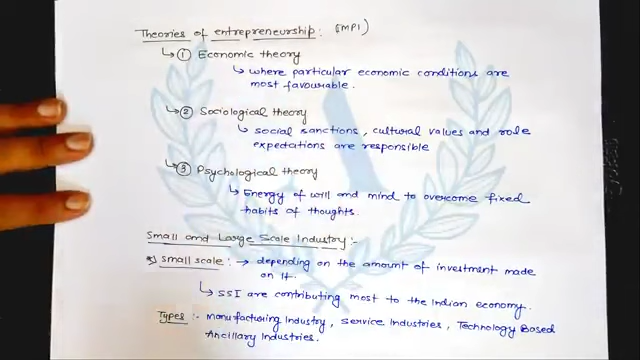 Theories of entrepreneurship: (MP1)
↳ ① Economic theory
↳ where particular economic conditions are
most favourable.
↳ ② Sociological theory
↳ social sanctions, cultural values and role
expectations are responsible
↳ ③ Psychological theory
↳ Energy of will and mind to overcome fixed
habits of thoughts.
Small and Large Scale Industry:-
Small scale: → depending on the amount of investment made
on it.
↳ SSI are contributing most to the Indian economy.
Types :- Manufacturing Industry, Service Industries, Technology Based
Ancillary Industries.